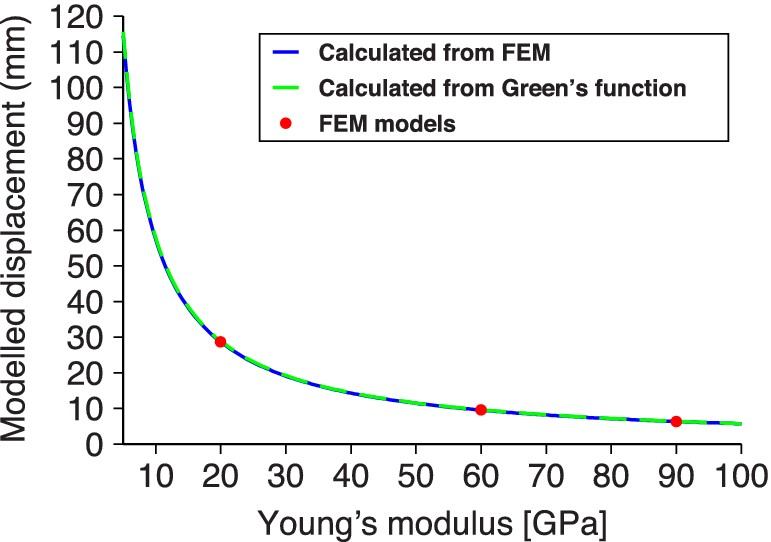 Modelled displacement (mm)
120
110
100
90
80
70
60
50
40
30
20
10
0
Calculated from FEM
Calculated from Green's function
FEM models
10 20 30 40 50 60 70 80 90 100
Young's modulus [GPa]